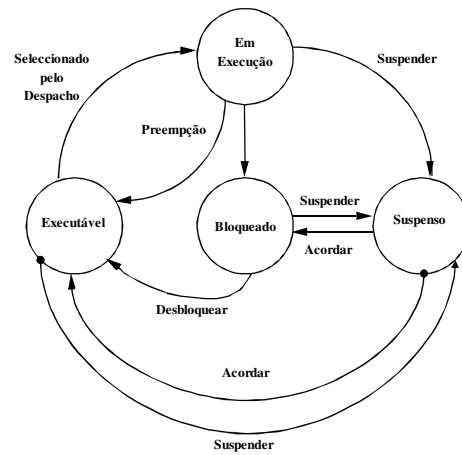 Em
Execução
Seleccionado
pelo
Despacho
Suspender
Preempção
Executável
Bloqueado
Suspender
Acordar
Suspenso
Desbloquear
Acordar
Suspender